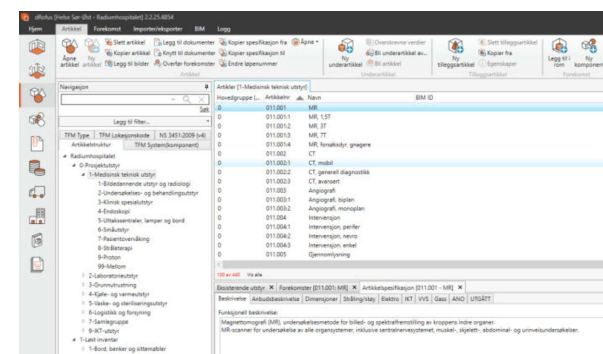 dRofus [Helse Sør-Øst - Radiumhospitalet] 2.2.25.4854
Hjem Artikkel Forekomst Importer/eksporter BIM Logg
Åpne artikkel
Ny artikkel
Slett artikkel
Kopier artikkel
Legg til bilder
Legg til dokumenter
Knytt til dokumenter
Overfør forekomster
Kopier spesifikasjon fra
Kopier spesifikasjon til
Endre løpenummer
Åpne
Artikkel
Ny underartikkel
Overskrevne verdier
Bli underartikkel av...
Bli artikkel
Underartikkel
Ny tilleggsartikkel
Slett tilleggsartikkel
Kopier fra
Egenskaper
Tilleggsartikkel
Legg til i rom
Ny komponent
Forekomst
Navigasjon
Søk
Legg til filter...
TFM Type TFM Lokasjonskode NS 3451:2009 (v4)
Artikkelstruktur TFM System(komponent)
Radiumhospitalet
0-Prosjektutstyr
1-Medisinsk teknisk utstyr
1-Bildedannende utstyr og radiologi
2-Undersøkelses- og behandlingsutstyr
3-Klinisk spesialutstyr
4-Endoskopi
5-Uttakssentraler, lamper og bord
6-Småutstyr
7-Pasientovervåking
8-Stråleterapi
9-Proton
99-Mellom
2-Laboratorieutstyr
3-Grunnutrustning
4-Kjøle- og varmeutstyr
5-Vaske- og steriliseringsutstyr
6-Logistikk og forsyning
7-Samlegruppe
9-IKT-utstyr
1-Løst inventar
1-Bord, benker og sittemøbler
Artikler [1-Medisinsk teknisk utstyr]
Hovedgruppe (... Artikkelnr Navn BIM ID
0 011.001 MR
0 011.001:1 MR, 1,5T
0 011.001:2 MR, 3T
0 011.001:3 MR, 7T
0 011.001:4 MR, forsøksdyr, gnagere
0 011.002 CT
0 011.002:1 CT, mobil
0 011.002:2 CT, generell diagnostikk
0 011.002:3 CT, avansert
0 011.003 Angiografi
0 011.003:1 Angiografi, biplan
0 011.003:2 Angiografi, monoplan
0 011.004 Intervensjon
0 011.004:1 Intervensjon, promton
0 011.004:2 Intervensjon, nevro
0 011.004:3 Intervensjon, enkel
0 011.005 Gjennomlysning
100 av 440 Vis alle
Eksisterende utstyr Forekomster [011.001: MR] Artikkelspesifikasjon [011.001 - MR]
Beskrivelse Anbudsbeskrivelse Dimensjoner Stråling/støy Elektro IKT VVS Gass AND UTGÅTT
Funksjonell beskrivelse:
Magnettomografi (MR), undersøkelsesmetode for billed- og spektralfremstilling av kroppens indre organer.
MR-scanner for undersøkelse av alle organsystemer, inklusive sentralnervesystemet, muskel-, skjelett-, abdominal- og urinveisundersøkelser.